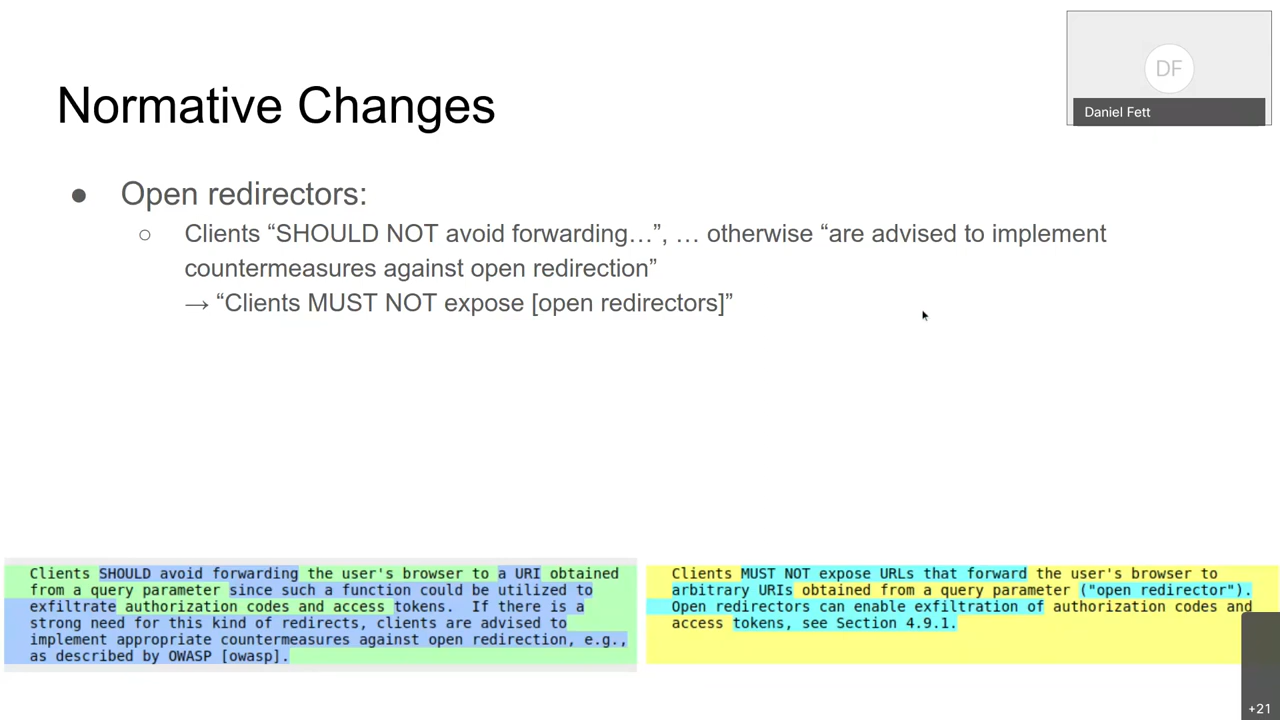 DF
Daniel Fett
Normative Changes
● Open redirectors:
○ Clients “SHOULD NOT avoid forwarding…”, … otherwise “are advised to implement
countermeasures against open redirection”
→ “Clients MUST NOT expose [open redirectors]”
Clients SHOULD avoid forwarding the user's browser to a URI obtained
from a query parameter since such a function could be utilized to
exfiltrate authorization codes and access tokens.  If there is a
strong need for this kind of redirects, clients are advised to
implement appropriate countermeasures against open redirection, e.g.,
as described by OWASP [owasp].
Clients MUST NOT expose URLs that forward the user's browser to
arbitrary URIs obtained from a query parameter ("open redirector").
Open redirectors can enable exfiltration of authorization codes and
access tokens, see Section 4.9.1.
+21